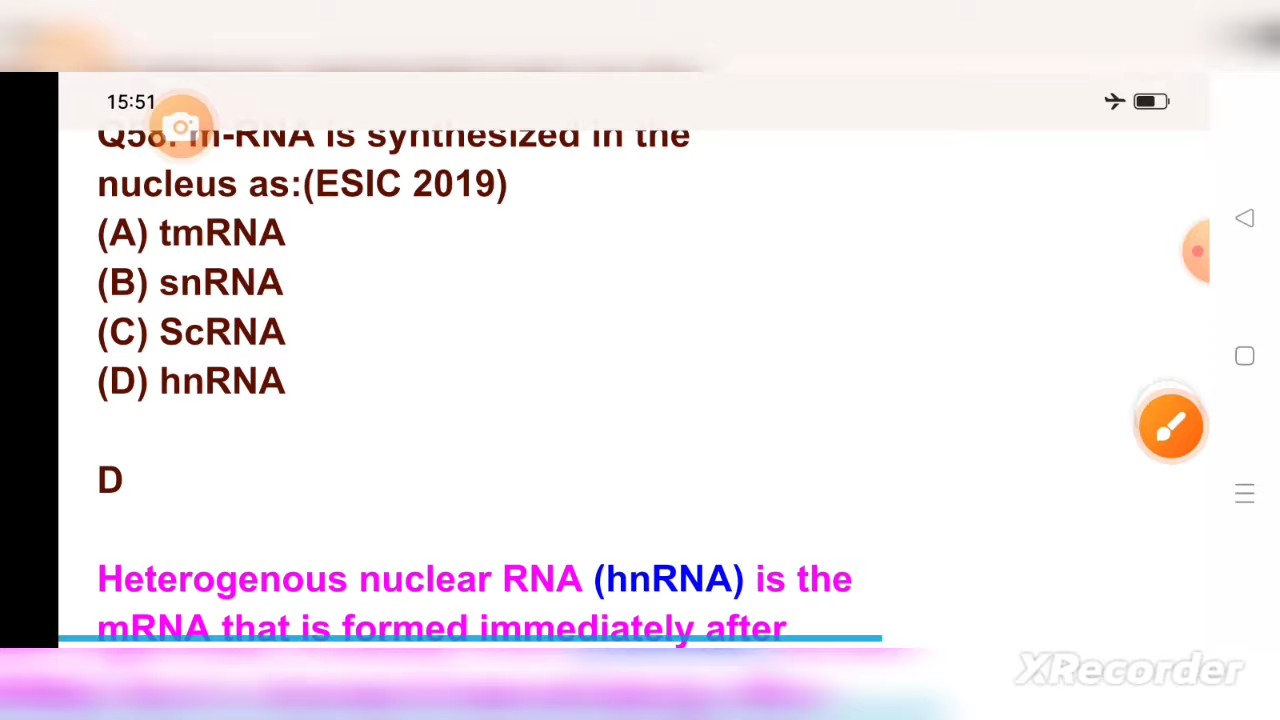 15:51
Q58. m-RNA is synthesized in the
nucleus as:(ESIC 2019)
(A) tmRNA
(B) snRNA
(C) ScRNA
(D) hnRNA
D
Heterogenous nuclear RNA (hnRNA) is the
mRNA that is formed immediately after
XRecorder